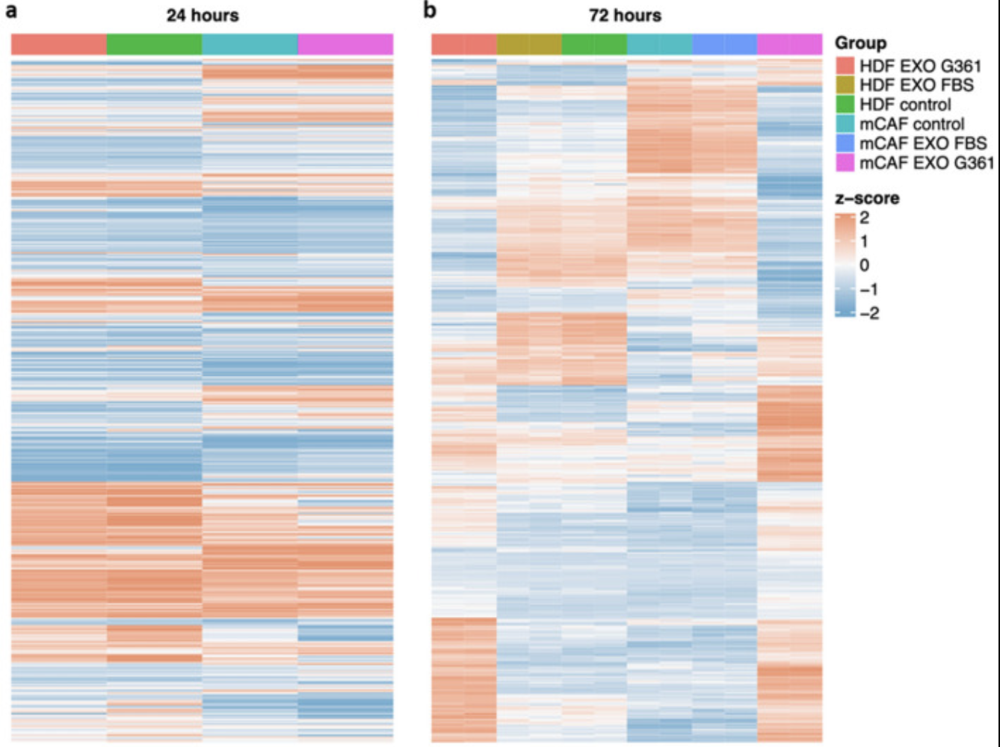 a
24 hours
b
72 hours
Group
HDF EXO G361
HDF EXO FBS
HDF control
mCAF control
mCAF EXO FBS
mCAF EXO G361
z−score
2
1
0
−1
−2